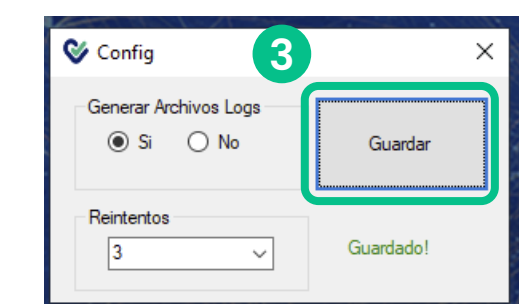 Config
3
Generar Archivos Logs
Si
No
Guardar
Reintentos
3
Guardado!